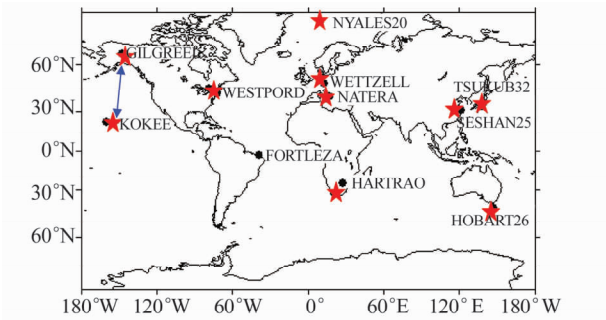 NYALES20
GILGREEK
60°N
WETTZELL
TSUKUB32
WESTPORD
NATERA
30°N
KOKEE
SESHAN25
0°N
FORTLEZA
HARTRAO
30°N
HOBART26
60°N
180°W 120°W 60°W 0° 60°E 120°E 180°W